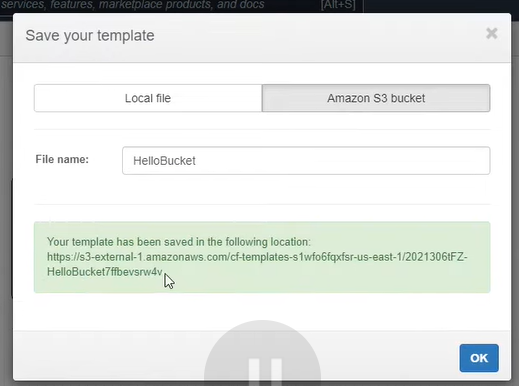 services, features, marketplace products, and docs [Alt+S]
Save your template
Local file Amazon S3 bucket
File name: HelloBucket
Your template has been saved in the following location:
https://s3-external-1.amazonaws.com/cf-templates-s1wfo6fqxfsr-us-east-1/2021306tFZ-
HelloBucket7ffbevsrw4v
OK